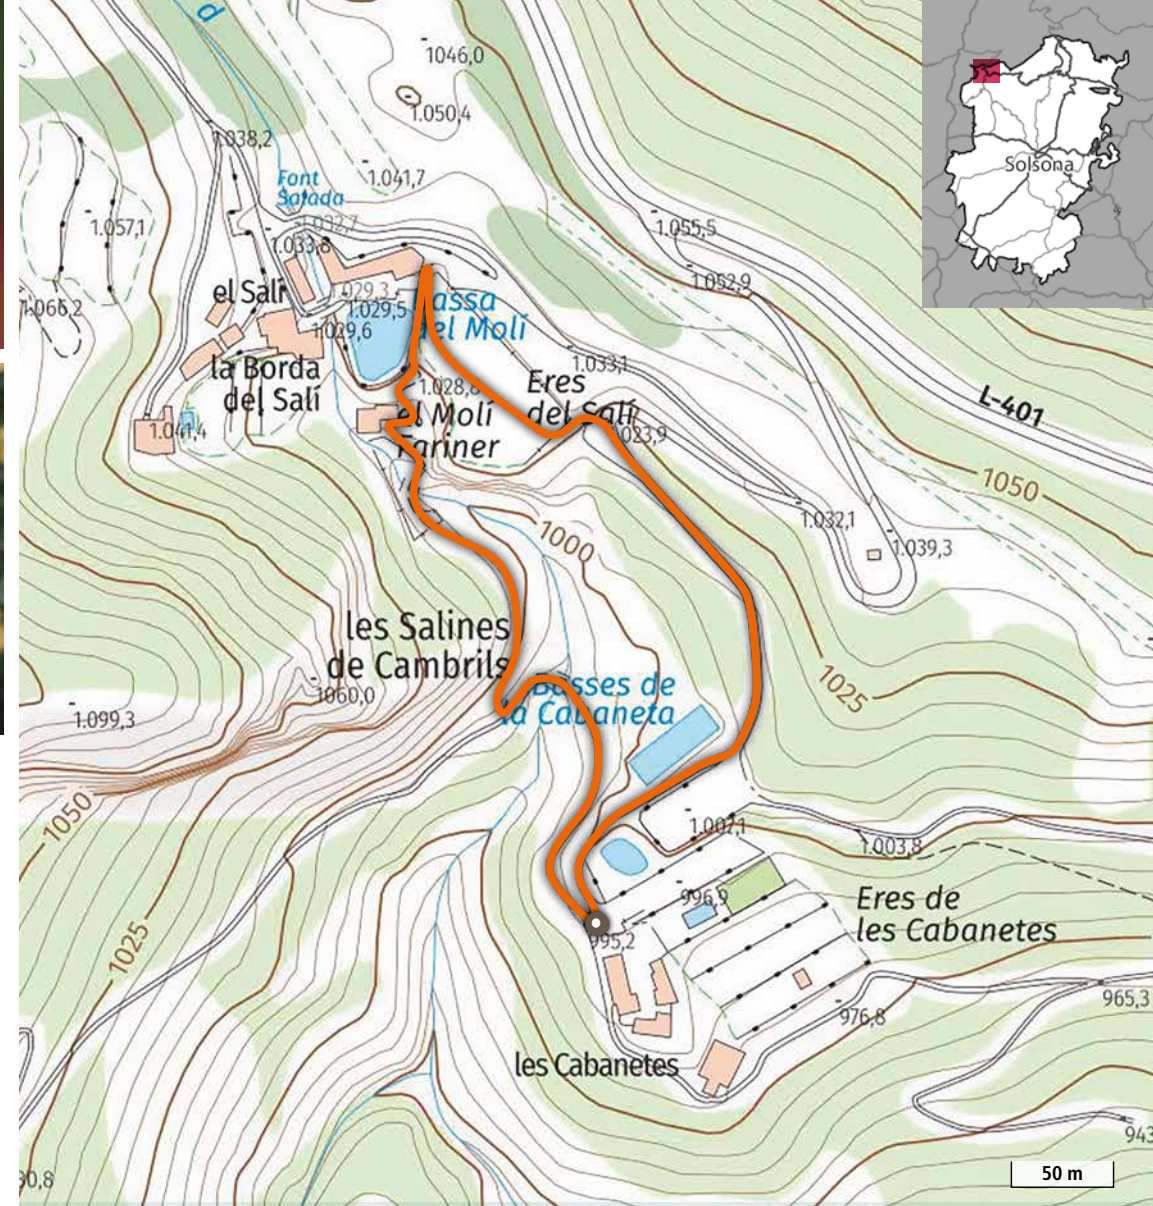 1046,0
1.050,4
1.038,2
Font
Salada
1.041,7
1.032,7
1.057,1
1.033,8
1.055,5
Solsona
el Salí
1.029,5
1.052,9
Bassa
del Molí
1.066,2
1.029,6
la Borda
del Salí
1.033,1
1.028,8
Eres
del Salí
el Molí
Fariner
L-401
1.041,4
1050
1.032,1
1.039,3
1000
les Salines
de Cambrils
1060,0
Basses de
la Cabaneta
1025
1.099,3
1050
1.002,1
1.003,8
996,9
Eres de
les Cabanetes
995,2
1025
965,3
976,8
les Cabanetes
50 m